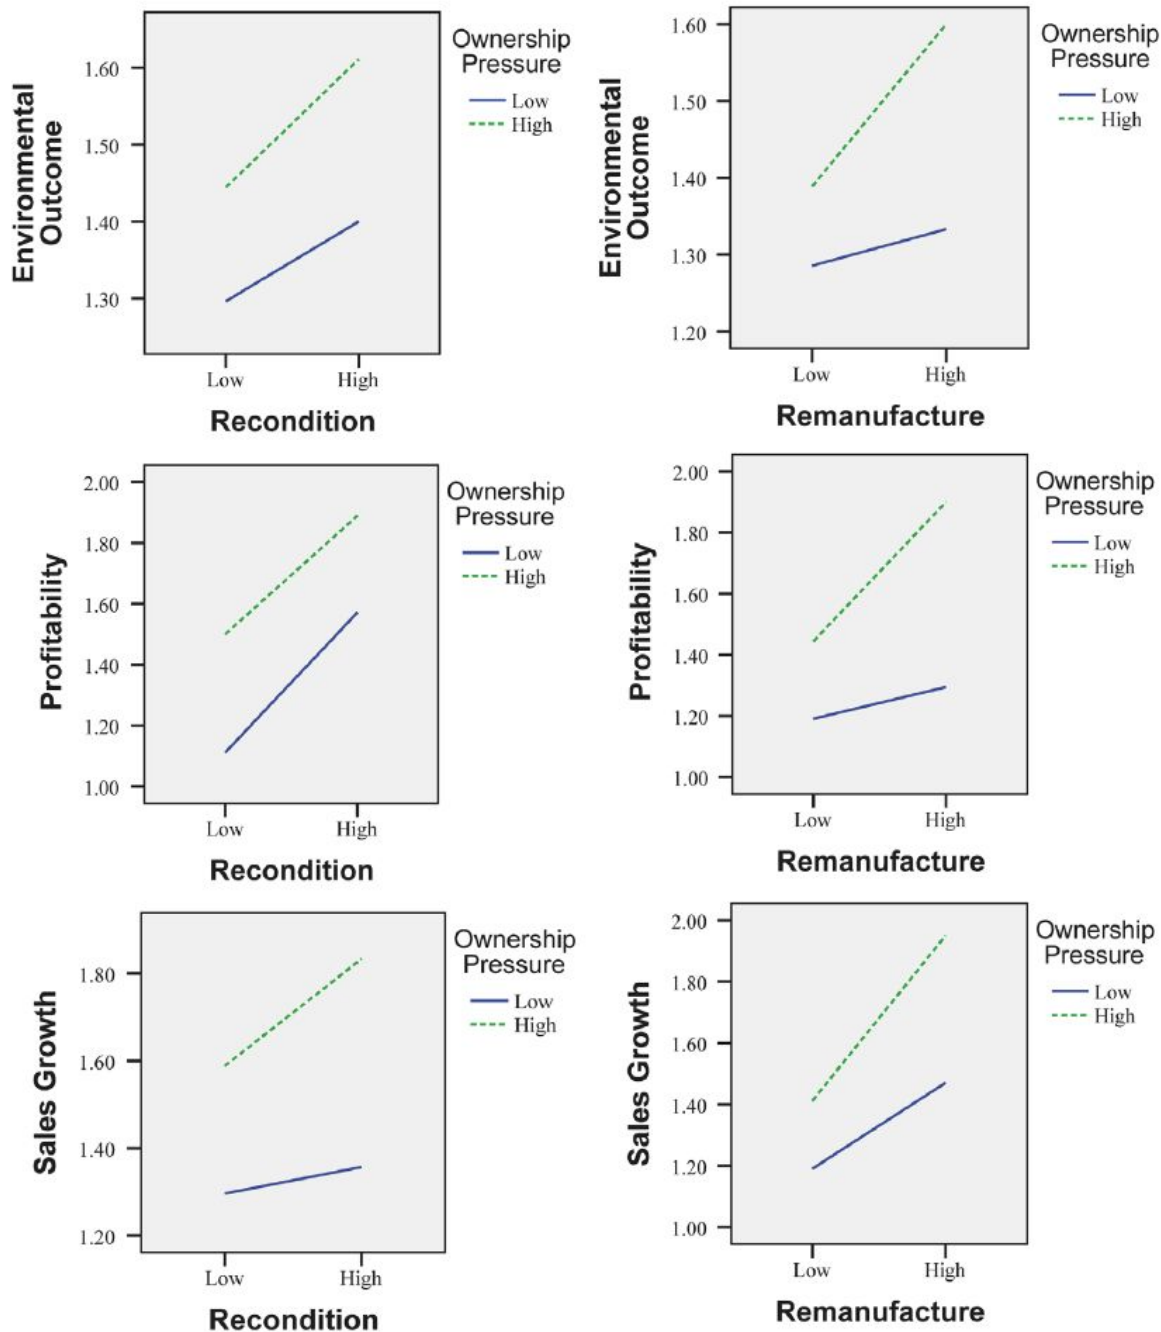 Environmental
Outcome
1.60
1.50
1.40
1.30
Low
High
Recondition
Ownership
Pressure
Low
High
Environmental
Outcome
1.60
1.50
1.40
1.30
1.20
Low
High
Remanufacture
Ownership
Pressure
Low
High
Profitability
2.00
1.80
1.60
1.40
1.20
1.00
Low
High
Recondition
Ownership
Pressure
Low
High
Profitability
2.00
1.80
1.60
1.40
1.20
1.00
Low
High
Remanufacture
Ownership
Pressure
Low
High
Sales Growth
1.80
1.60
1.40
1.20
Low
High
Recondition
Ownership
Pressure
Low
High
Sales Growth
2.00
1.80
1.60
1.40
1.20
1.00
Low
High
Remanufacture
Ownership
Pressure
Low
High